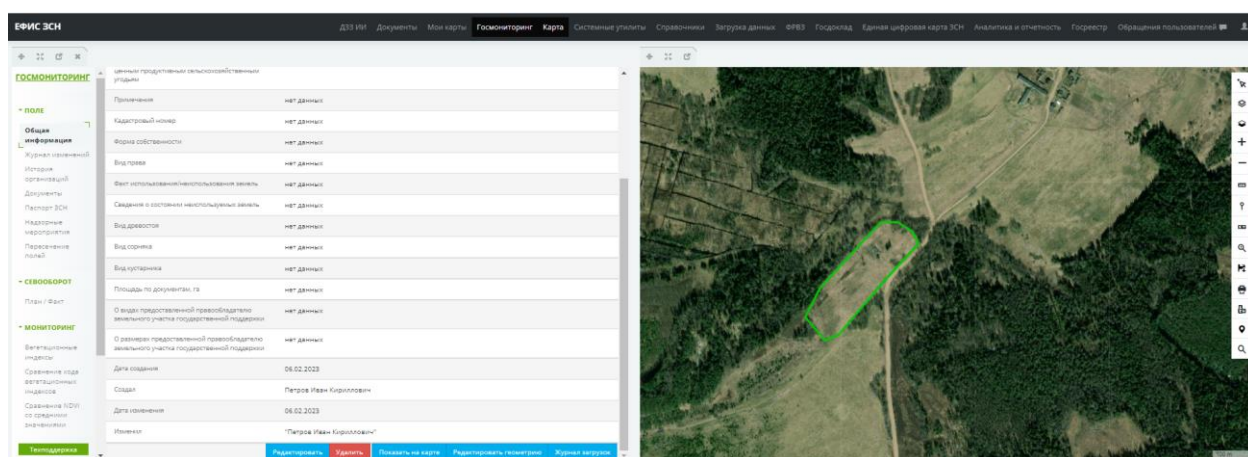 ЕФИС ЗСН
ДЗЗ ИИ Документы Мои карты Госмониторинг Карта Системные утилиты Справочники Загрузка данных ФРВЗ Госдоклад Единая цифровая карта ЗСН Аналитика и отчетность Госреестр Обращения пользователей
ГОСМОНИТОРИНГ
ПОЛЕ
Общая
информация
Журнал изменений
История
организаций
Документы
Паспорт ЗСН
Надзорные
мероприятия
Пересечение
полей
СЕВООБОРОТ
План / Факт
МОНИТОРИНГ
Вегетационные
индексы
Сравнение хода
вегетационных
индексов
Сравнение NDVI
со средними
значениями
Техподдержка
ценным продуктивным сельскохозяйственным
угодьям
Примечания нет данных
Кадастровый номер нет данных
Форма собственности нет данных
Вид права нет данных
Факт использования/неиспользования земель нет данных
Сведения о состоянии неиспользуемых земель нет данных
Вид древостоя нет данных
Вид сорняка нет данных
Вид кустарника нет данных
Площадь по документам, га нет данных
О видах предоставленной правообладателю нет данных
земельного участка государственной поддержки
О размерах предоставленной правообладателю нет данных
земельного участка государственной поддержки
Дата создания 06.02.2023
Создал Петров Иван Кириллович
Дата изменения 06.02.2023
Изменил "Петров Иван Кириллович"
Редактировать Удалить Показать на карте Редактировать геометрию Журнал загрузок